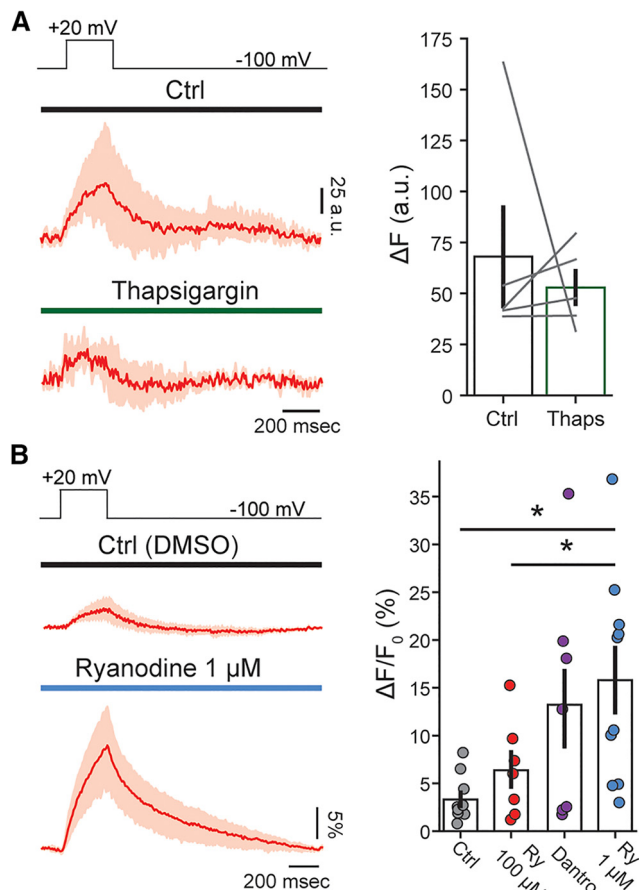 A
+20 mV
-100 mV
Ctrl
25 a.u.
Thapsigargin
200 msec
ΔF (a.u.)
175
150
125
100
75
50
25
0
Ctrl
Thaps
B
+20 mV
-100 mV
Ctrl (DMSO)
Ryanodine 1 µM
5%
200 msec
ΔF/F0 (%)
35
30
25
20
15
10
5
0
*
*
Ctrl
Ry
100 µM
Dantro
Ry
1 µM